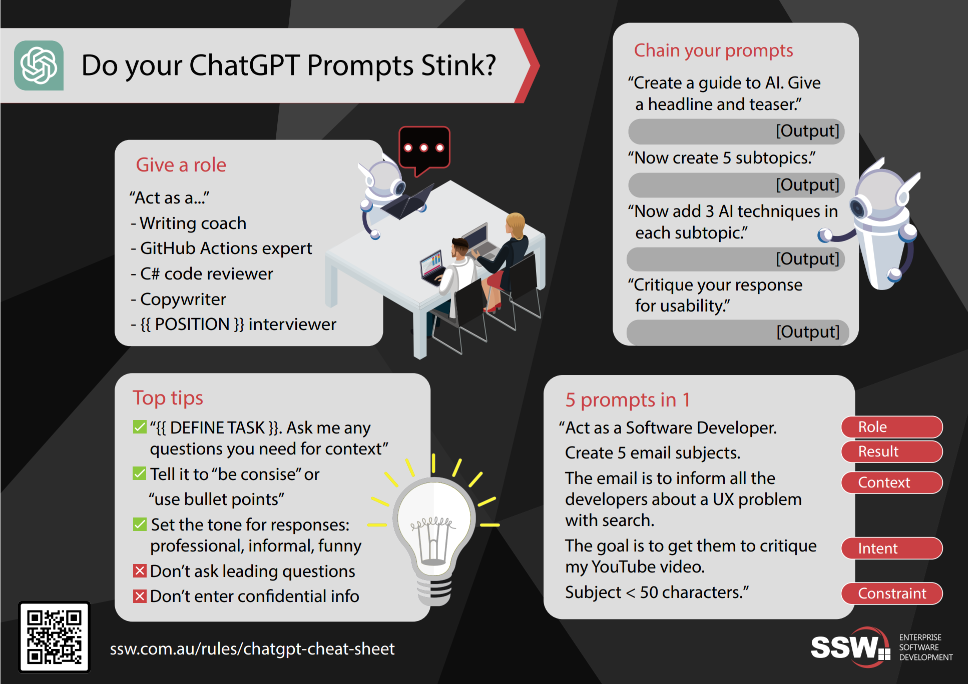 Do your ChatGPT Prompts Stink?
Give a role
“Act as a...”
- Writing coach
- GitHub Actions expert
- C# code reviewer
- Copywriter
- {{ POSITION }} interviewer
Chain your prompts
“Create a guide to AI. Give
a headline and teaser.”
[Output]
“Now create 5 subtopics.”
[Output]
“Now add 3 AI techniques in
each subtopic.”
[Output]
“Critique your response
for usability.”
[Output]
Top tips
“{{ DEFINE TASK }}. Ask me any
questions you need for context”
Tell it to “be consise” or
“use bullet points”
Set the tone for responses:
professional, informal, funny
Don’t ask leading questions
Don’t enter confidential info
5 prompts in 1
“Act as a Software Developer.
Role
Create 5 email subjects.
Result
The email is to inform all the
Context
developers about a UX problem
with search.
The goal is to get them to critique
Intent
my YouTube video.
Subject < 50 characters.”
Constraint
ssw.com.au/rules/chatgpt-cheat-sheet
SSW
ENTERPRISE
SOFTWARE
DEVELOPMENT